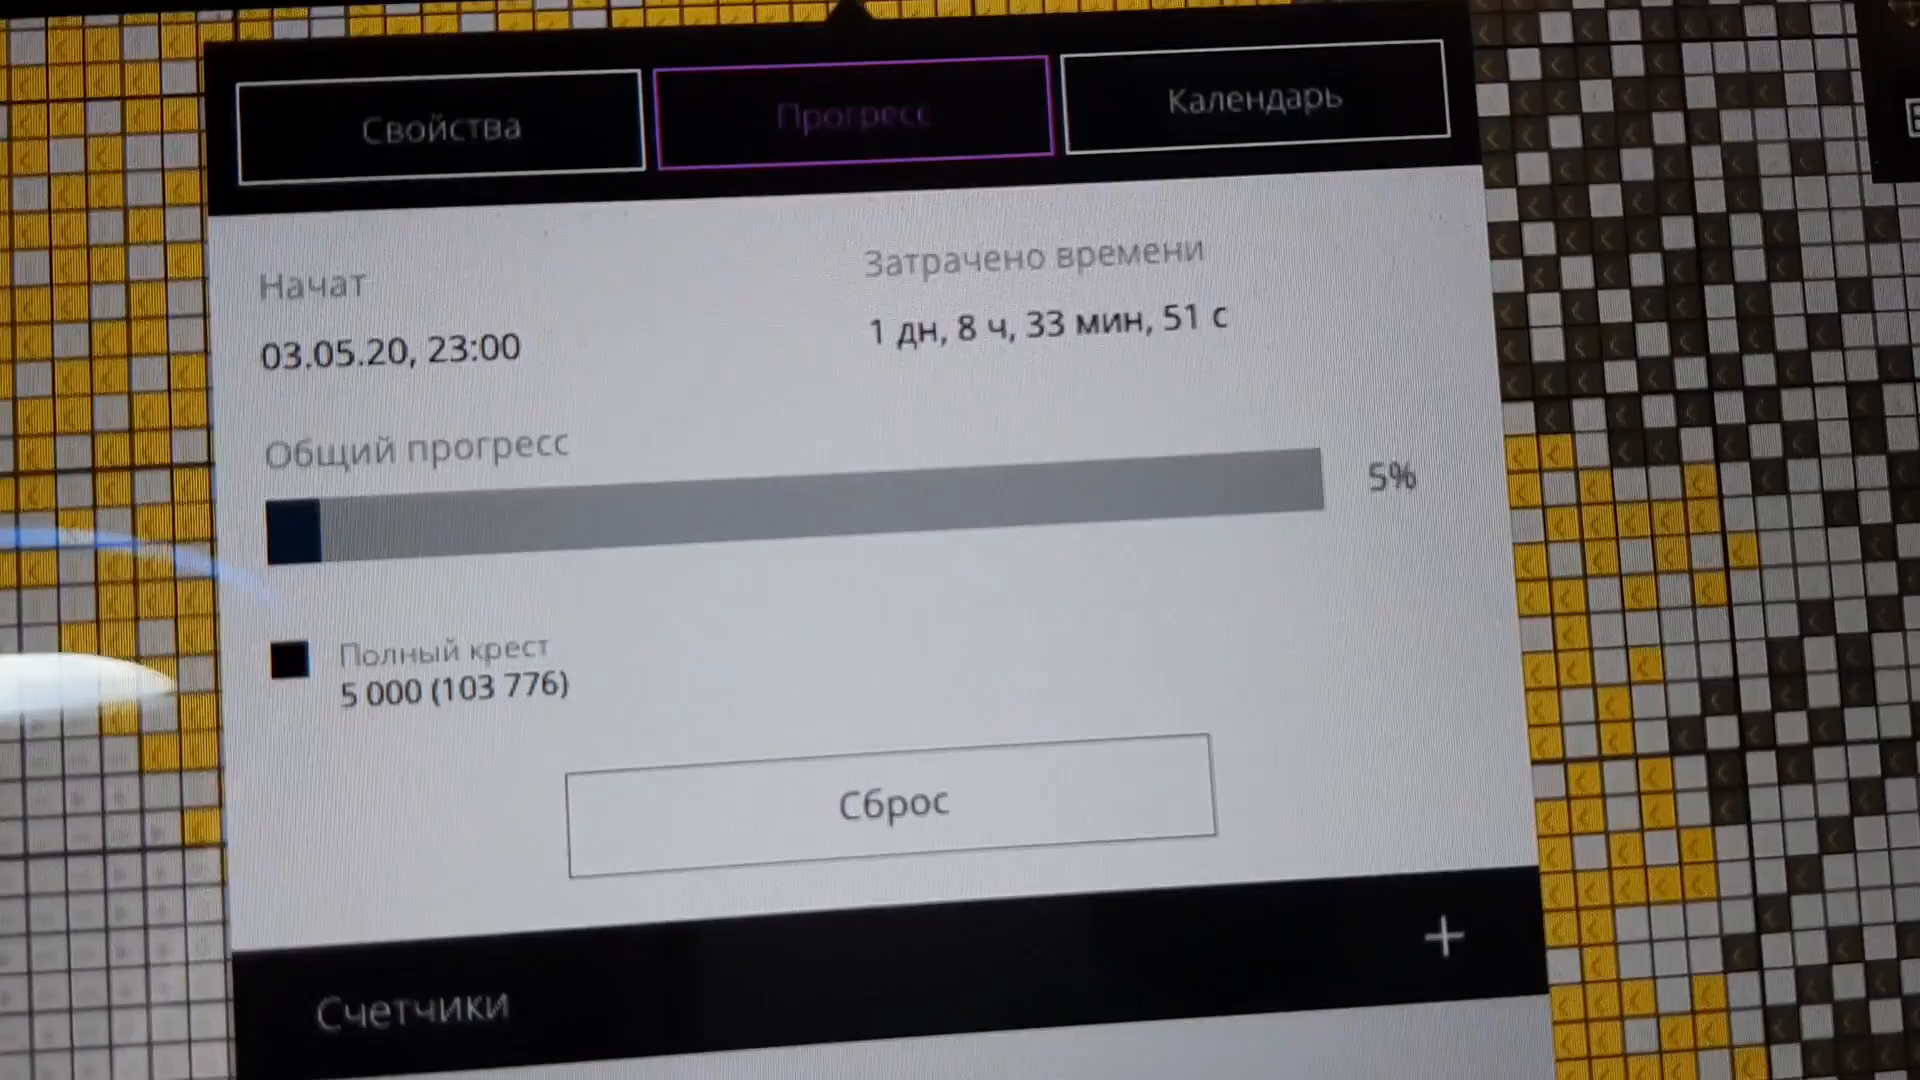 Свойства
Прогресс
Календарь
Начат
Затрачено времени
03.05.20, 23:00
1 дн, 8 ч, 33 мин, 51 с
Общий прогресс
5%
Полный крест
5 000 (103 776)
Сброс
+
Счетчики